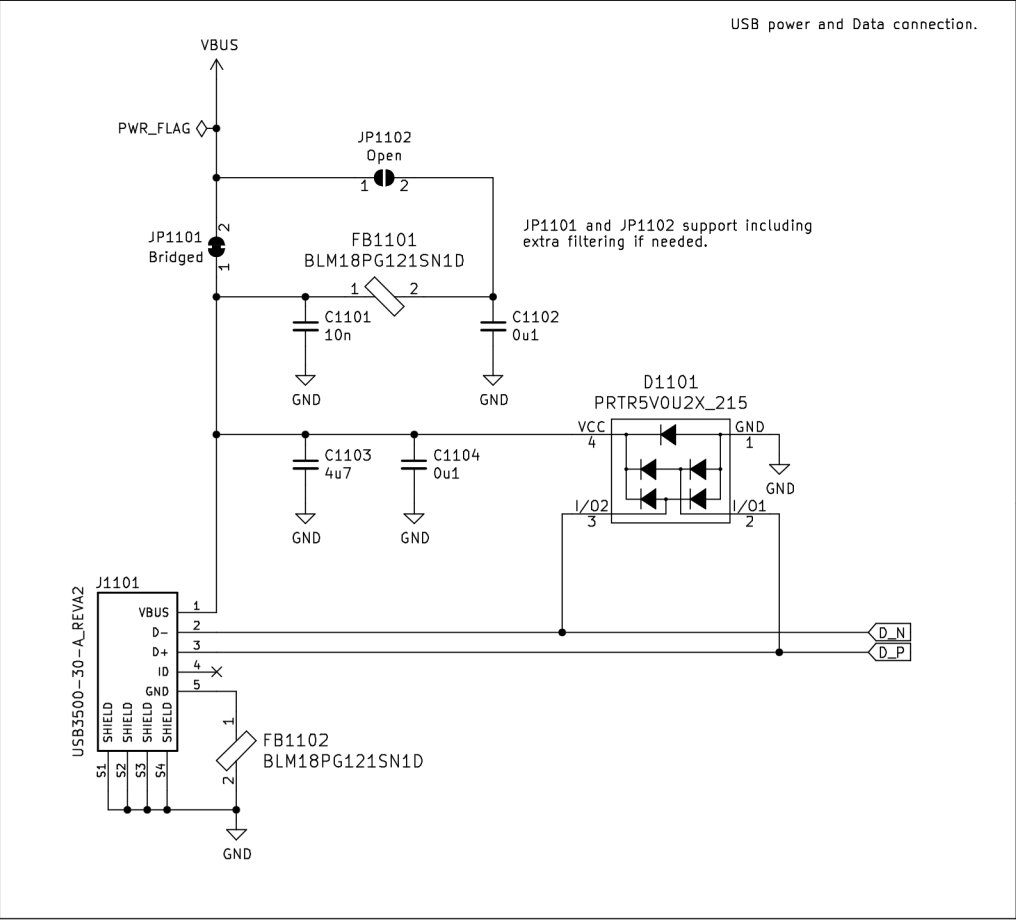 USB power and Data connection.
VBUS
PWR_FLAG
JP1102
Open
1 2
JP1101
Bridged
2
1
JP1101 and JP1102 support including
extra filtering if needed.
FB1101
BLM18PG121SN1D
1 2
C1101
10n
C1102
0u1
GND
GND
D1101
PRTR5V0U2X_215
VCC
4
GND
1
C1103
4u7
C1104
0u1
GND
I/O2
3
I/O1
2
GND
GND
J1101
USB3500-30-A_REVA2
VBUS 1
D- 2
D+ 3
ID 4
GND 5
D_N
D_P
SHIELD SHIELD SHIELD SHIELD
S1 S2 S3 S4
1
FB1102
BLM18PG121SN1D
2
GND